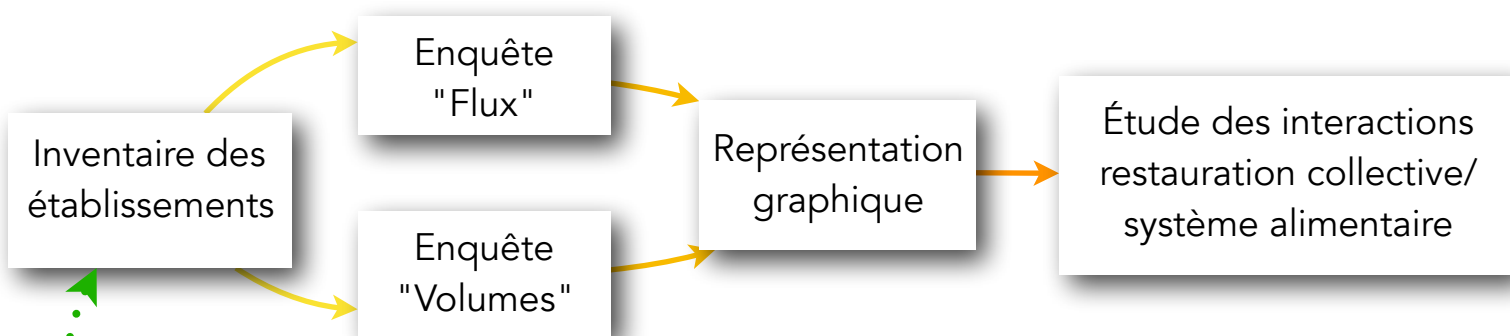 Inventaire des
établissements
Enquête
"Flux"
Enquête
"Volumes"
Représentation
graphique
Étude des interactions
restauration collective/
système alimentaire